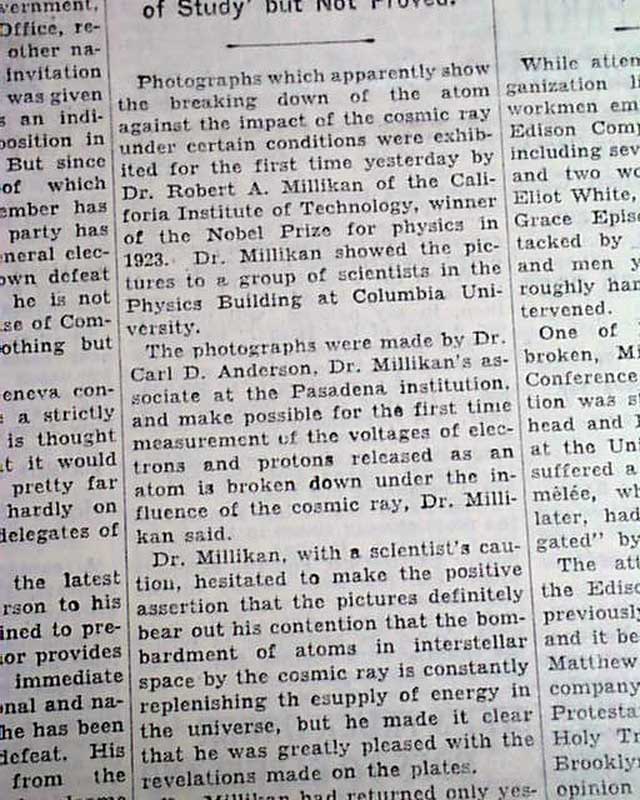 vernment,
Office, re-
other na-
invitation
was given
s an indi-
position in
But since
of which
ember has
party has
neral elec-
own defeat
he is not
se of Com-
othing but
eneva con-
a strictly
is thought
t it would
pretty far
hardly on
delegates of
the latest
rson to his
ined to pre-
or provides
immediate
onal and na-
he has been
defeat. His
from the
of Study' but Not Proved.
Photographs which apparently show
the breaking down of the atom
against the impact of the cosmic ray
under certain conditions were exhib-
ited for the first time yesterday by
Dr. Robert A. Millikan of the Cali-
foria Institute of Technology, winner
of the Nobel Prize for physics in
1923. Dr. Millikan showed the pic-
tures to a group of scientists in the
Physics Building at Columbia Uni-
versity.
The photographs were made by Dr.
Carl D. Anderson, Dr. Millikan's as-
sociate at the Pasadena institution,
and make possible for the first time
measurement of the voltages of elec-
trons and protons released as an
atom is broken down under the in-
fluence of the cosmic ray, Dr. Milli-
kan said.
Dr. Millikan, with a scientist's cau-
tion, hesitated to make the positive
assertion that the pictures definitely
bear out his contention that the bom-
bardment of atoms in interstellar
space by the cosmic ray is constantly
replenishing th esupply of energy in
the universe, but he made it clear
that he was greatly pleased with the
revelations made on the plates.
Millikan had returned only yes-
While attem
ganization li
workmen em
Edison Comp
including sev
and two wo
Eliot White,
Grace Epise
tacked by
and men y
roughly han
tervened.
One of
broken, Mi
Conference
tion was st
head and
at the Uni
suffered a
mêlée, wh
later, had
gated" by
The att
the Ediso
previously
and it be
Matthew
company
Protesta
Holy Tr
Brooklyn
opinion